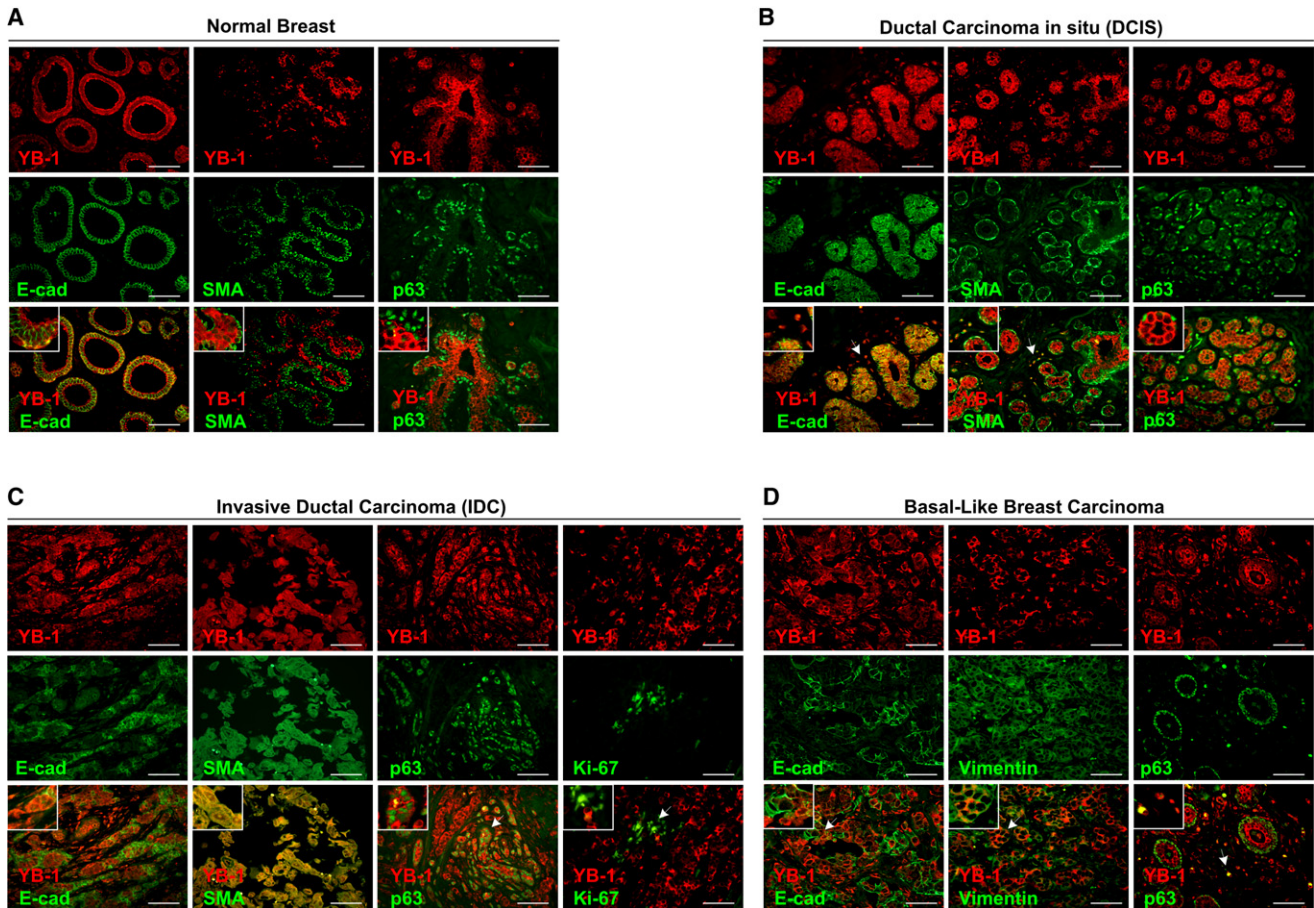 A
Normal Breast
YB-1
YB-1
YB-1
E-cad
SMA
p63
YB-1
E-cad
YB-1
SMA
YB-1
p63
B
Ductal Carcinoma in situ (DCIS)
YB-1
YB-1
YB-1
E-cad
SMA
p63
YB-1
E-cad
YB-1
SMA
YB-1
p63
C
Invasive Ductal Carcinoma (IDC)
YB-1
YB-1
YB-1
YB-1
E-cad
SMA
p63
Ki-67
YB-1
E-cad
YB-1
SMA
YB-1
p63
YB-1
Ki-67
D
Basal-Like Breast Carcinoma
YB-1
YB-1
YB-1
E-cad
Vimentin
p63
YB-1
E-cad
YB-1
Vimentin
YB-1
p63